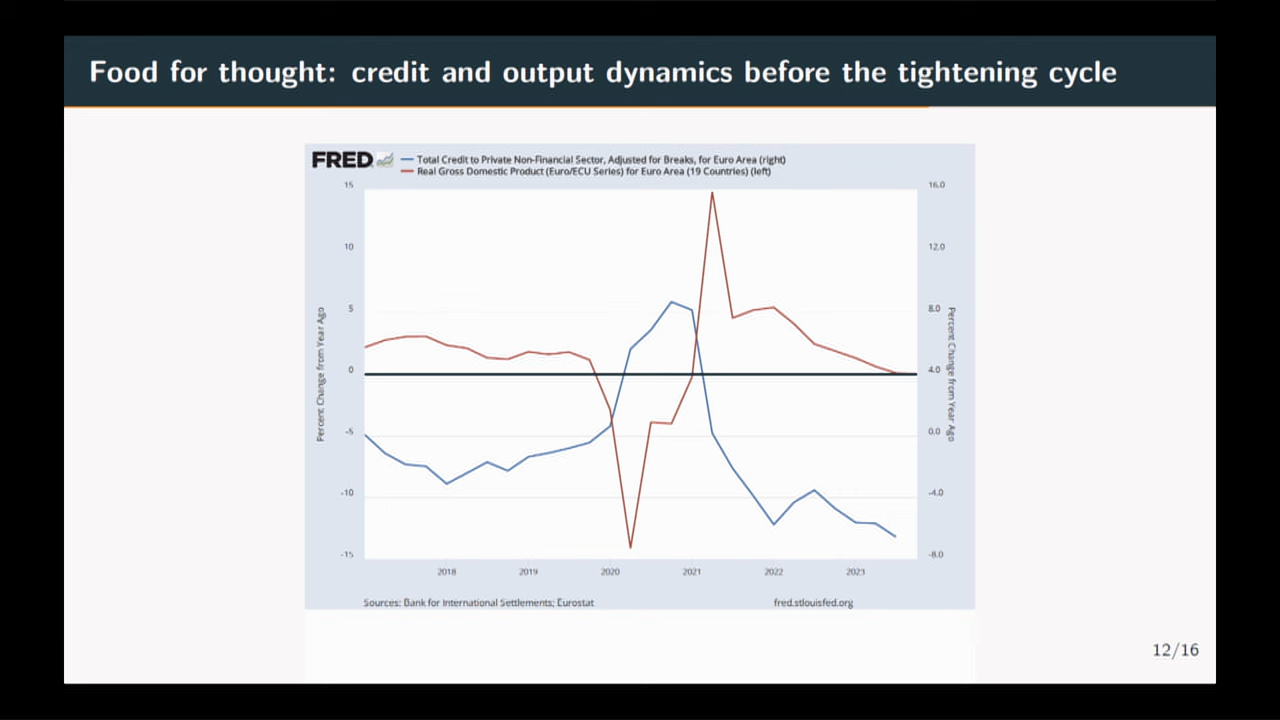 Food for thought: credit and output dynamics before the tightening cycle
FRED
Total Credit to Private Non-Financial Sector, Adjusted for Breaks, for Euro Area (right)
Real Gross Domestic Product (Euro/ECU Series) for Euro Area (19 Countries) (left)
15 16.0
10 12.0
5 8.0
0 4.0
-5 0.0
-10 -4.0
-15 -8.0
Percent Change from Year Ago
Percent Change from Year Ago
2018 2019 2020 2021 2022 2023
Sources: Bank for International Settlements; Eurostat
fred.stlouisfed.org
12/16